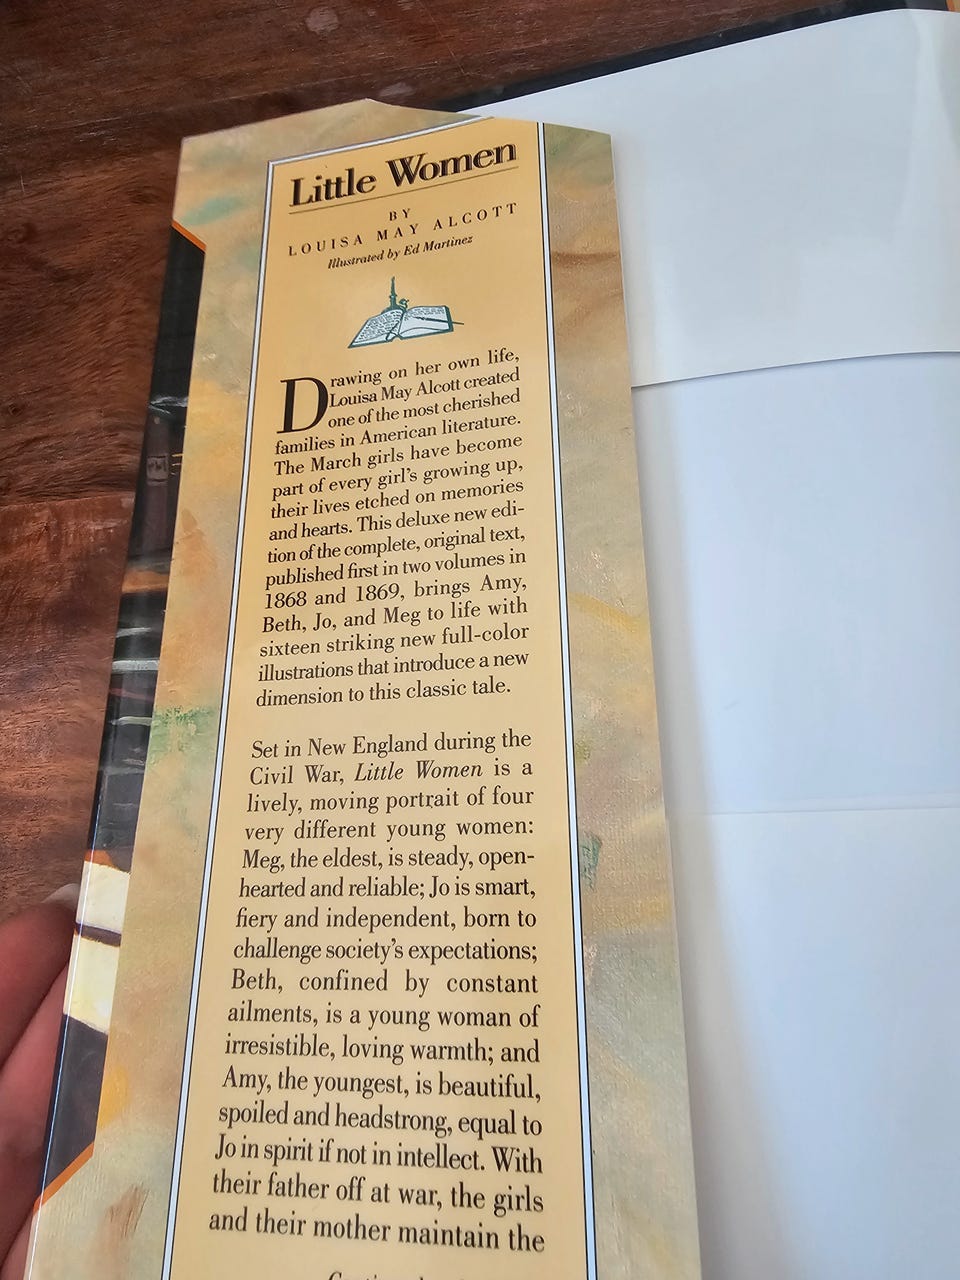 Little Women
BY
LOUISA MAY ALCOTT
Illustrated by Ed Martinez
Drawing on her own life,
Louisa May Alcott created
one of the most cherished
families in American literature.
The March girls have become
part of every girl's growing up,
their lives etched on memories
and hearts. This deluxe new edi-
tion of the complete, original text,
published first in two volumes in
1868 and 1869, brings Amy,
Beth, Jo, and Meg to life with
sixteen striking new full-color
illustrations that introduce a new
dimension to this classic tale.
Set in New England during the
Civil War, Little Women is a
lively, moving portrait of four
very different young women:
Meg, the eldest, is steady, open-
hearted and reliable; Jo is smart,
fiery and independent, born to
challenge society's expectations;
Beth, confined by constant
ailments, is a young woman of
irresistible, loving warmth; and
Amy, the youngest, is beautiful,
spoiled and headstrong, equal to
Jo in spirit if not in intellect. With
their father off at war, the girls
and their mother maintain the